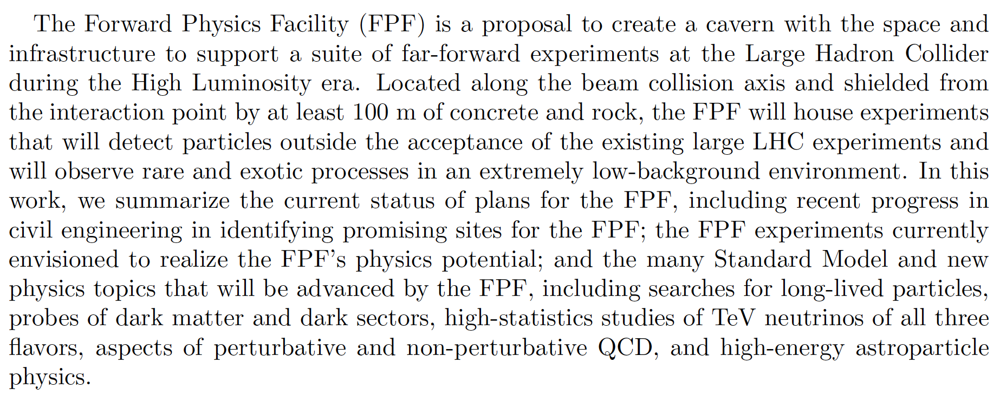 The Forward Physics Facility (FPF) is a proposal to create a cavern with the space and
infrastructure to support a suite of far-forward experiments at the Large Hadron Collider
during the High Luminosity era. Located along the beam collision axis and shielded from
the interaction point by at least 100 m of concrete and rock, the FPF will house experiments
that will detect particles outside the acceptance of the existing large LHC experiments and
will observe rare and exotic processes in an extremely low-background environment. In this
work, we summarize the current status of plans for the FPF, including recent progress in
civil engineering in identifying promising sites for the FPF; the FPF experiments currently
envisioned to realize the FPF’s physics potential; and the many Standard Model and new
physics topics that will be advanced by the FPF, including searches for long-lived particles,
probes of dark matter and dark sectors, high-statistics studies of TeV neutrinos of all three
flavors, aspects of perturbative and non-perturbative QCD, and high-energy astroparticle
physics.